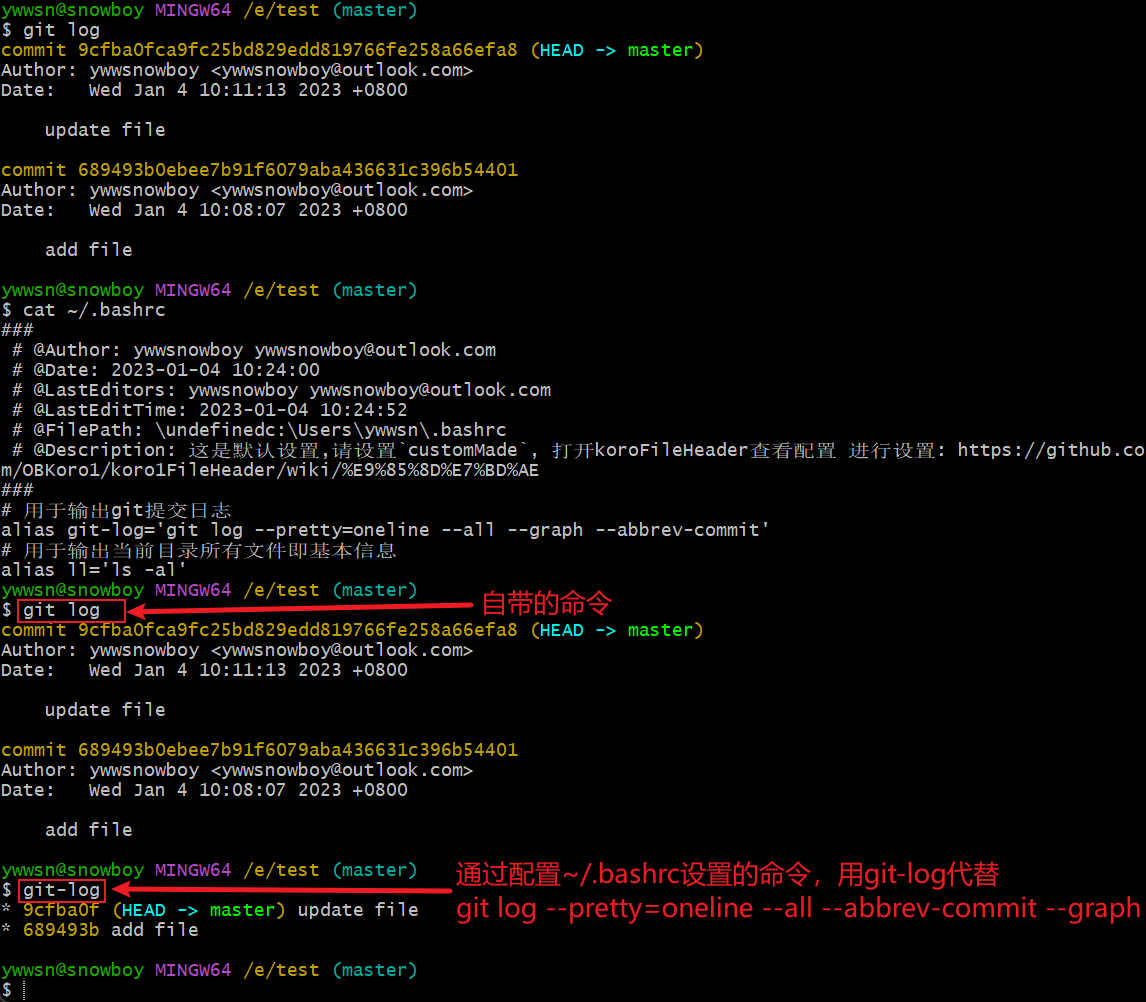 ywwsn@snowboy MINGW64 /e/test (master)
$ git log
commit 9cfba0fca9fc25bd829edd819766fe258a66efa8 (HEAD -> master)
Author: ywwsnowboy <ywwsnowboy@outlook.com>
Date:   Wed Jan 4 10:11:13 2023 +0800
    update file
commit 689493b0ebee7b91f6079aba436631c396b54401
Author: ywwsnowboy <ywwsnowboy@outlook.com>
Date:   Wed Jan 4 10:08:07 2023 +0800
    add file
ywwsn@snowboy MINGW64 /e/test (master)
$ cat ~/.bashrc
###
 # @Author: ywwsnowboy ywwsnowboy@outlook.com
 # @Date: 2023-01-04 10:24:00
 # @LastEditors: ywwsnowboy ywwsnowboy@outlook.com
 # @LastEditTime: 2023-01-04 10:24:52
 # @FilePath: \undefinedc:\Users\ywwsn\.bashrc
 # @Description: 这是默认设置,请设置`customMade`, 打开koroFileHeader查看配置 进行设置: https://github.co
m/OBKoro1/koro1FileHeader/wiki/%E9%85%8D%E7%BD%AE
###
# 用于输出git提交日志
alias git-log='git log --pretty=oneline --all --graph --abbrev-commit'
# 用于输出当前目录所有文件即基本信息
alias ll='ls -al'
ywwsn@snowboy MINGW64 /e/test (master)
$ git log 自带的命令
commit 9cfba0fca9fc25bd829edd819766fe258a66efa8 (HEAD -> master)
Author: ywwsnowboy <ywwsnowboy@outlook.com>
Date:   Wed Jan 4 10:11:13 2023 +0800
    update file
commit 689493b0ebee7b91f6079aba436631c396b54401
Author: ywwsnowboy <ywwsnowboy@outlook.com>
Date:   Wed Jan 4 10:08:07 2023 +0800
    add file
ywwsn@snowboy MINGW64 /e/test (master)
$ git-log 通过配置~/.bashrc设置的命令，用git-log代替
* 9cfba0f (HEAD -> master) update file git log --pretty=oneline --all --abbrev-commit --graph
* 689493b add file
ywwsn@snowboy MINGW64 /e/test (master)
$